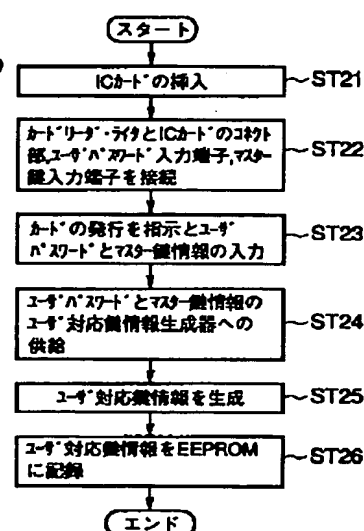 スタート
ICカードの挿入
ST21
カードリーダ・ライタとICカードのコネクト
部,ユーザパスワード入力端子,マスター
鍵入力端子を接続
ST22
カードの発行を指示とユーザ
パスワードとマスター鍵情報の入力
ST23
ユーザパスワードとマスター鍵情報の
ユーザ対応鍵情報生成器への
供給
ST24
ユーザ対応鍵情報を生成
ST25
ユーザ対応鍵情報をEEPROM
に記録
ST26
エンド